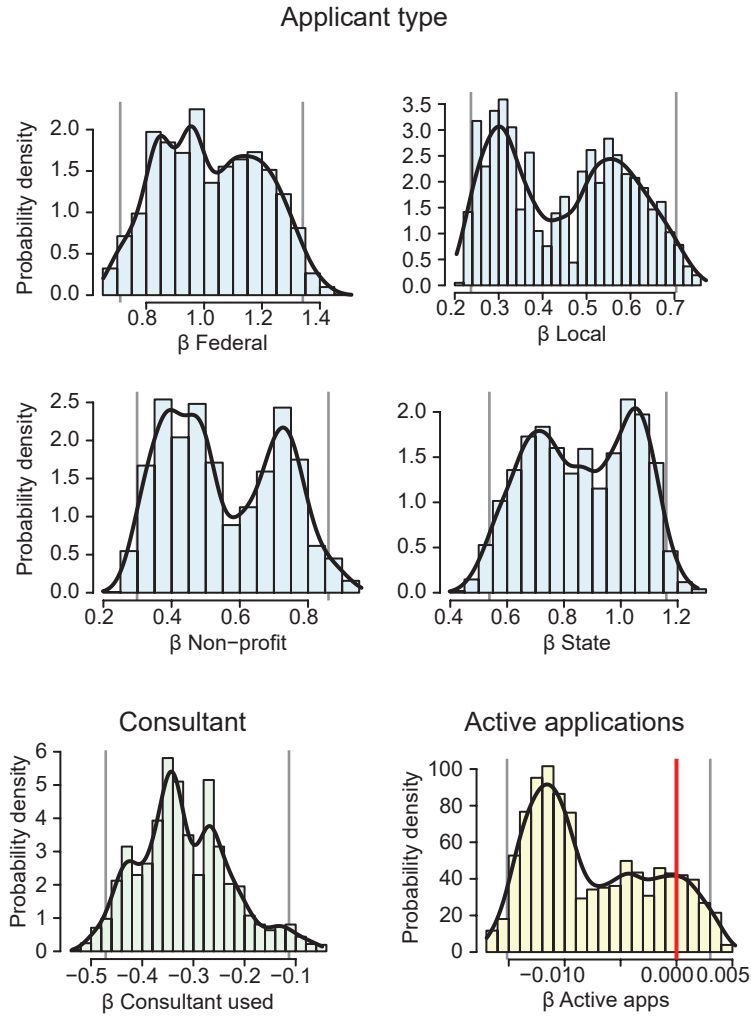 Applicant type
Probability density
0.0 0.5 1.0 1.5 2.0
0.8 1.0 1.2 1.4
β Federal
0.0 0.5 1.0 1.5 2.0 2.5 3.0 3.5
0.2 0.3 0.4 0.5 0.6 0.7
β Local
Probability density
0.0 0.5 1.0 1.5 2.0 2.5
0.2 0.4 0.6 0.8
β Non−profit
0.0 0.5 1.0 1.5 2.0
0.4 0.6 0.8 1.0 1.2
β State
Consultant
Probability density
0 1 2 3 4 5 6
−0.5 −0.4 −0.3 −0.2 −0.1
β Consultant used
Active applications
Probability density
0 20 40 60 80 100
−0.010 0.000 0.005
β Active apps